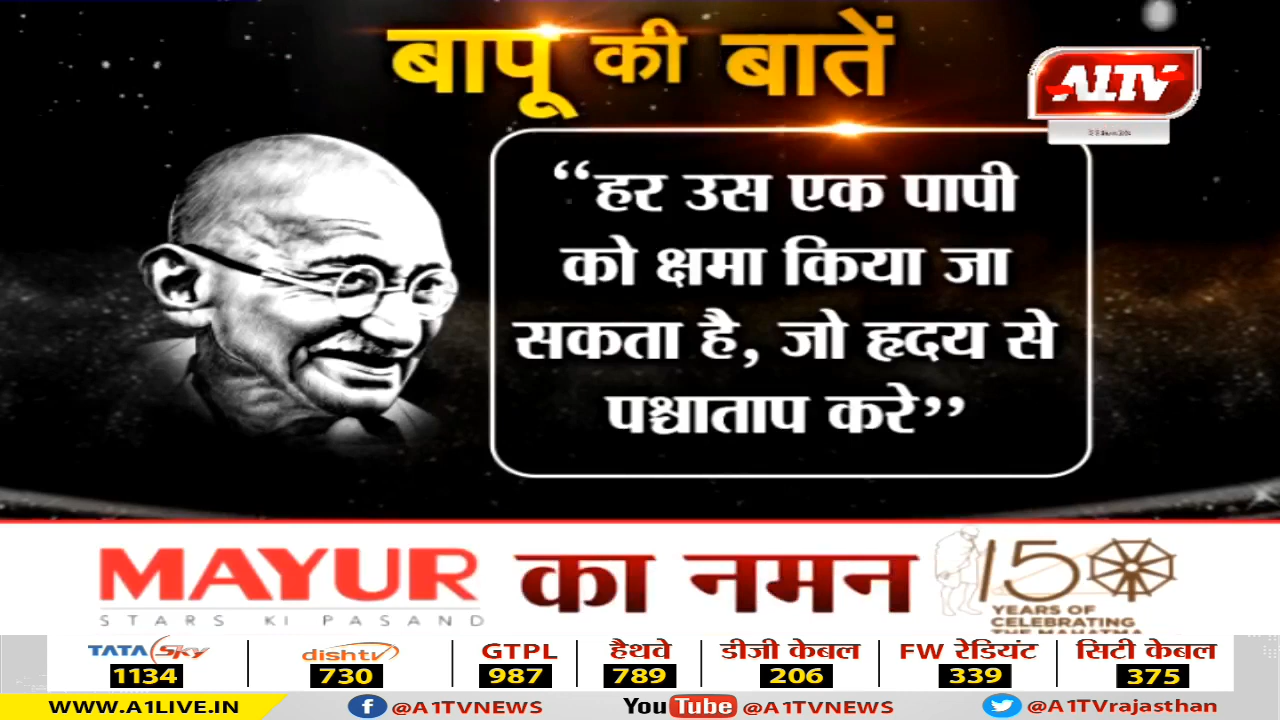 बापू की बातें
A1TV
“हर उस एक पापी
को क्षमा किया जा
सकता है, जो हृदय से
पश्चाताप करे”
MAYUR का नमन
STARS KI PASAND
150
YEARS OF
CELEBRATING
THE MAHATMA
TATA Sky dishtv GTPL हैथवे डीजी केबल FW रेडियंट सिटी केबल
1134 730 987 789 206 339 375
WWW.A1LIVE.IN @A1TVNEWS YouTube @A1TVNEWS @A1TVrajasthan